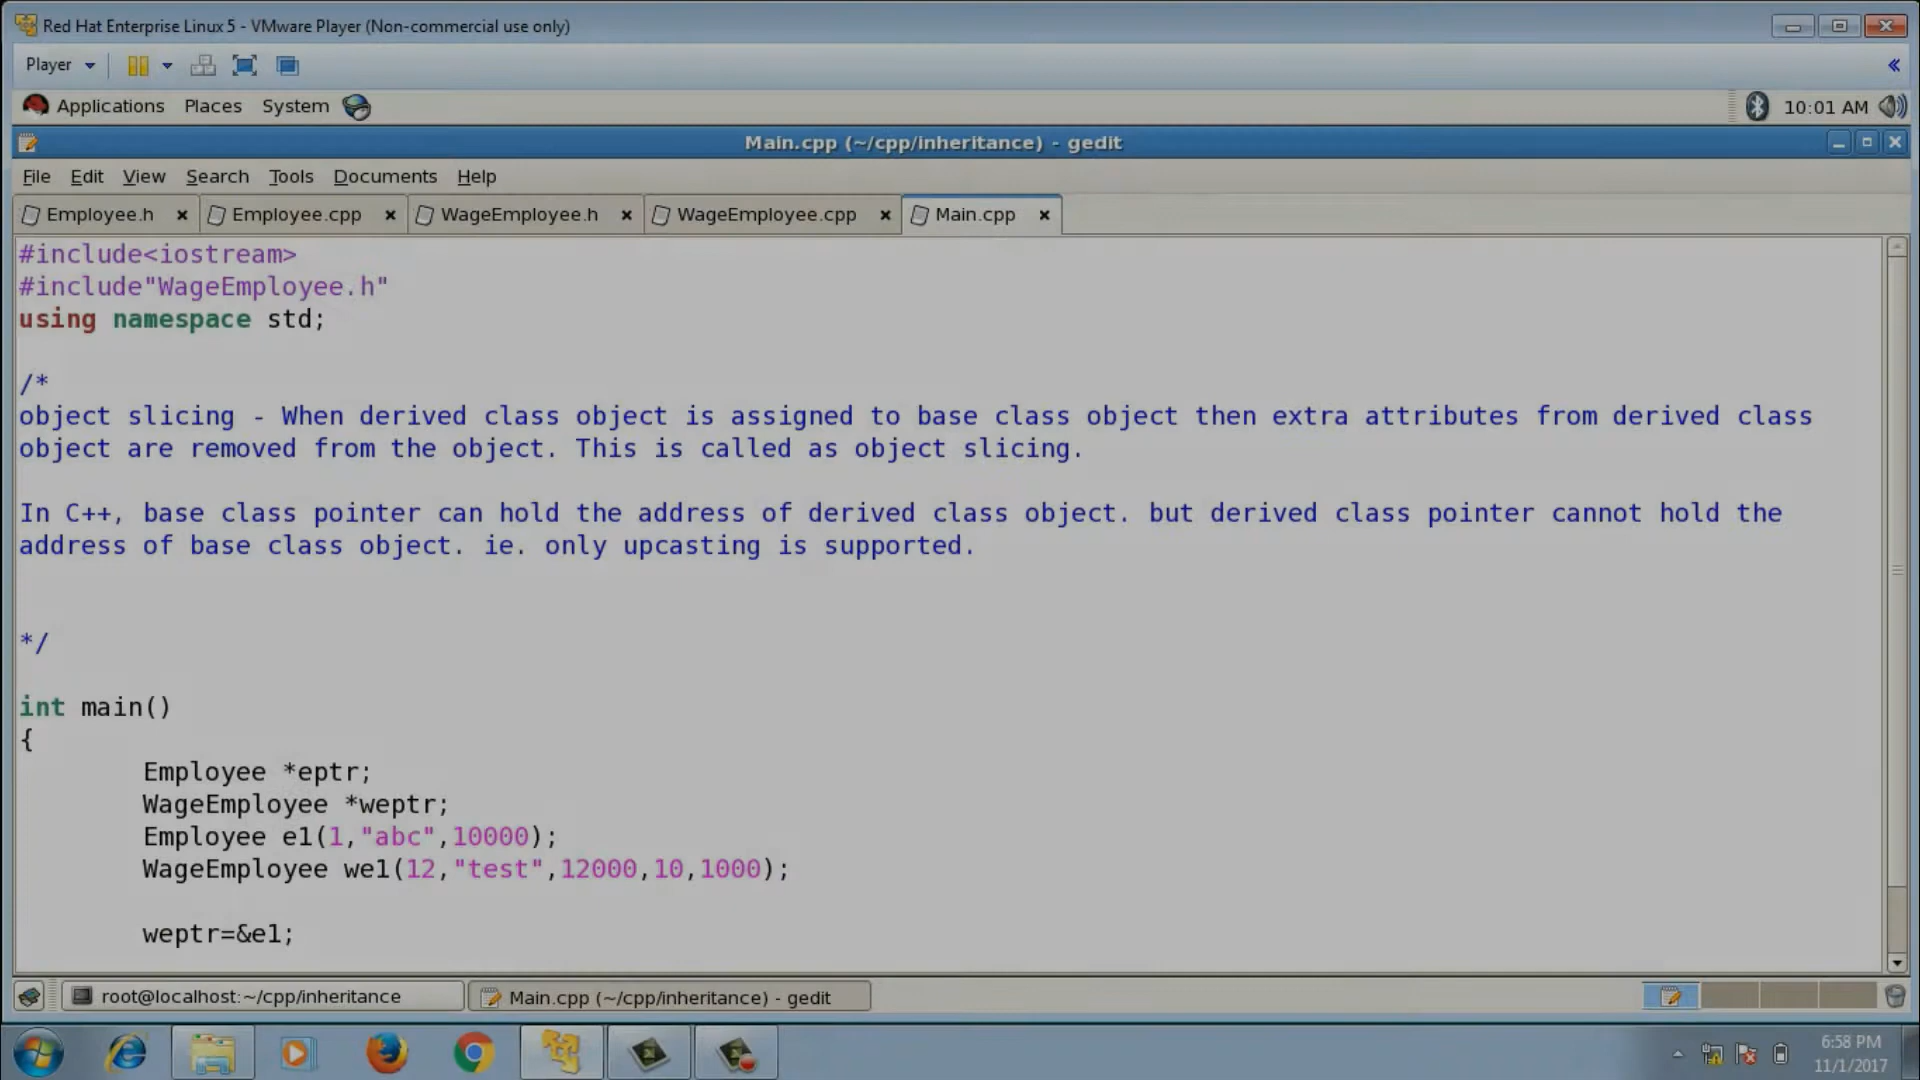 Red Hat Enterprise Linux 5 - VMware Player (Non-commercial use only)
Player
Applications Places System 10:01 AM
Main.cpp (~/cpp/inheritance) - gedit
File Edit View Search Tools Documents Help
Employee.h Employee.cpp WageEmployee.h WageEmployee.cpp Main.cpp
#include<iostream>
#include"WageEmployee.h"
using namespace std;
/*
object slicing - When derived class object is assigned to base class object then extra attributes from derived class
object are removed from the object. This is called as object slicing.
In C++, base class pointer can hold the address of derived class object. but derived class pointer cannot hold the
address of base class object. ie. only upcasting is supported.
*/
int main()
{
Employee *eptr;
WageEmployee *weptr;
Employee e1(1,"abc",10000);
WageEmployee we1(12,"test",12000,10,1000);
weptr=&e1;
root@localhost:~/cpp/inheritance Main.cpp (~/cpp/inheritance) - gedit
6:58 PM
11/1/2017